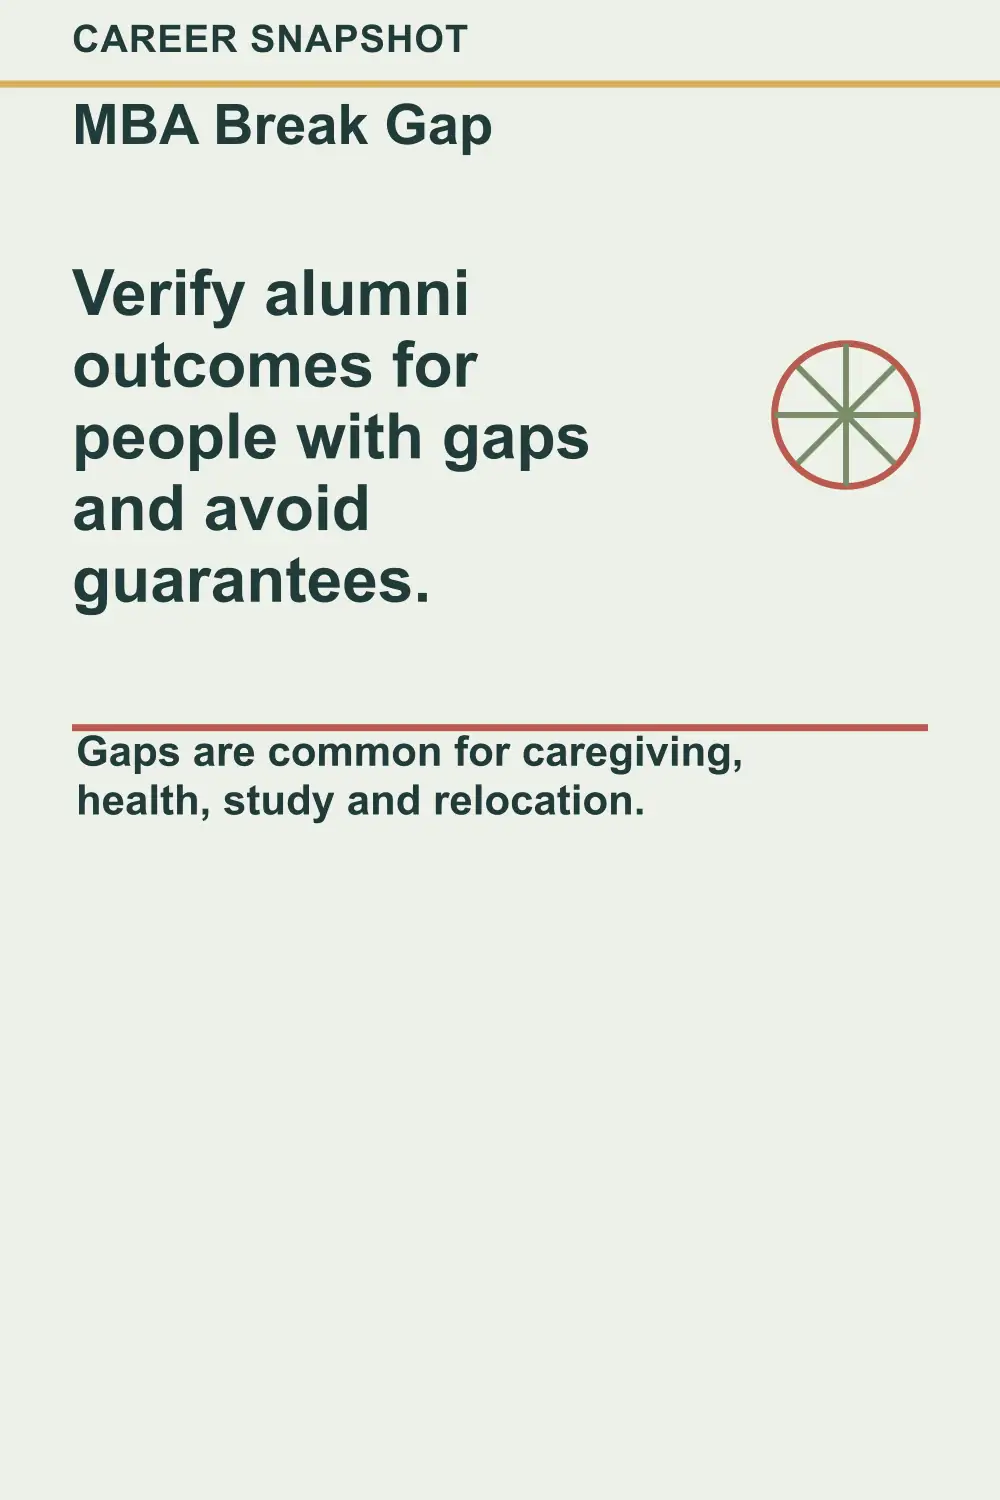 CAREER SNAPSHOT
MBA Break Gap
Verify alumni
outcomes for
people with gaps
and avoid
guarantees.
Gaps are common for caregiving,
health, study and relocation.